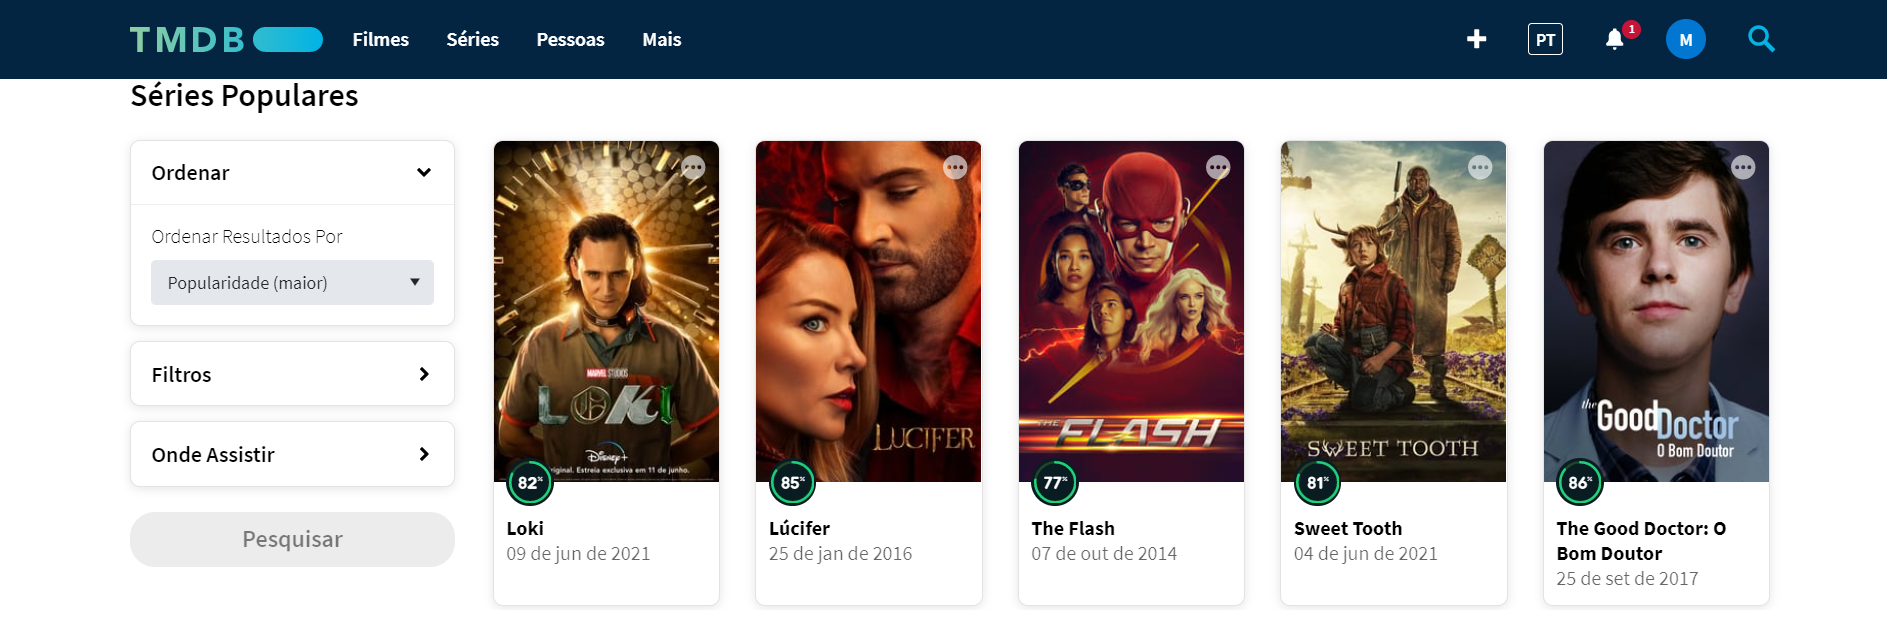 TMDB
Filmes
Séries
Pessoas
Mais
PT
1
M
Séries Populares
Ordenar
Ordenar Resultados Por
Popularidade (maior)
Filtros
Onde Assistir
Pesquisar
MARVEL STUDIOS
LOKI
Disney+
riginal. Estreia exclusiva em 11 de junho.
82%
Loki
09 de jun de 2021
LUCIFER
85%
Lúcifer
25 de jan de 2016
THE FLASH
77%
The Flash
07 de out de 2014
SWEET TOOTH
81%
Sweet Tooth
04 de jun de 2021
the Good Doctor
O Bom Doutor
86%
The Good Doctor: O
Bom Doutor
25 de set de 2017